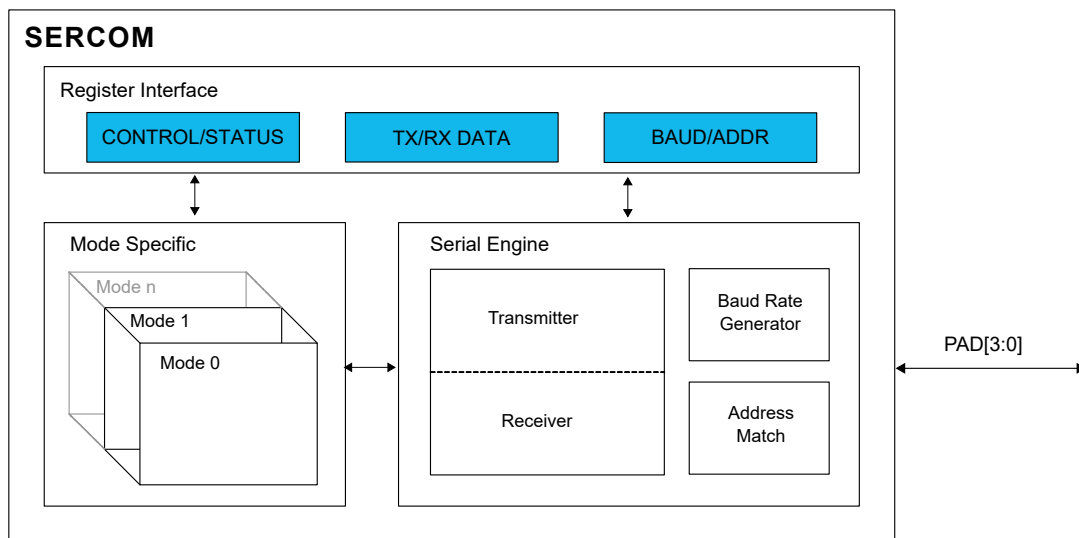 SERCOM
Register Interface
CONTROL/STATUS
TX/RX DATA
BAUD/ADDR
Mode Specific
Mode n
Mode 1
Mode 0
Serial Engine
Transmitter
Receiver
Baud Rate
Generator
Address
Match
PAD[3:0]